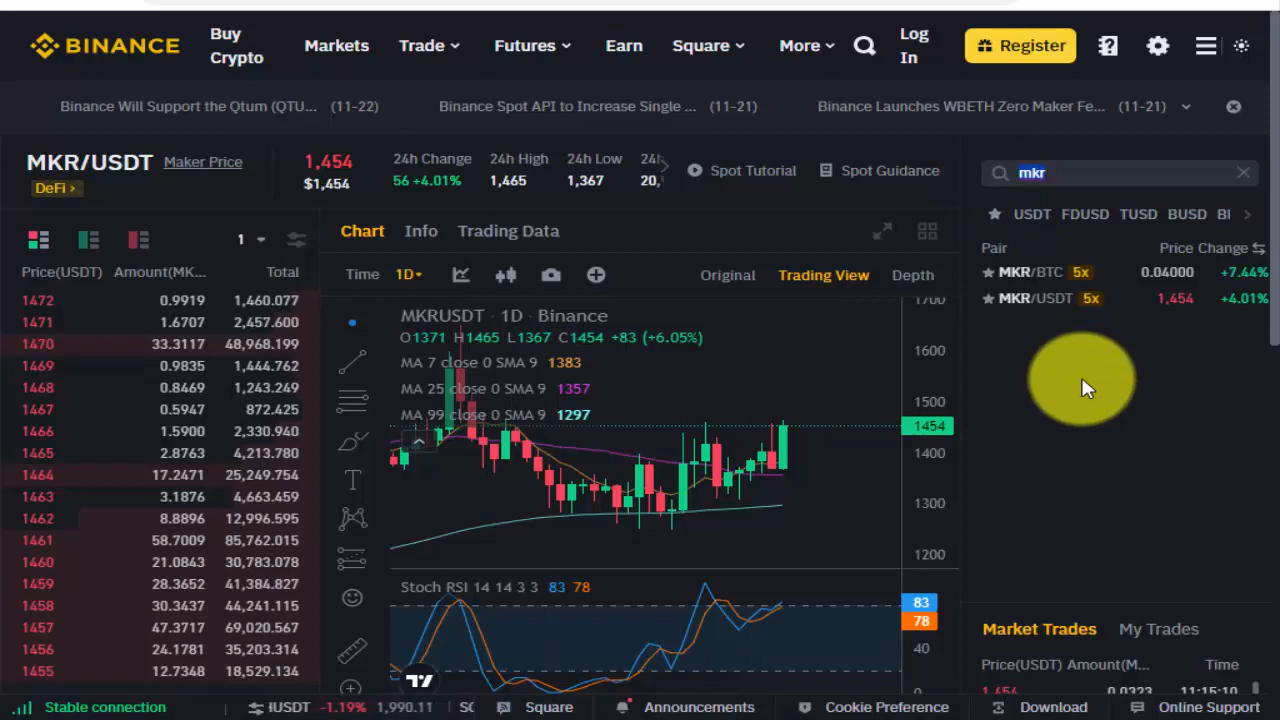 BINANCE
Buy Crypto
Markets
Trade
Futures
Earn
Square
More
Log In
Register
Binance Will Support the Qtum (QTU... (11-22)
Binance Spot API to Increase Single ... (11-21)
Binance Launches WBETH Zero Maker Fe... (11-21)
MKR/USDT Maker Price
DeFi
1,454
$1,454
24h Change
56 +4.01%
24h High
1,465
24h Low
1,367
24h
20,
Spot Tutorial
Spot Guidance
1
Price(USDT) Amount(MK... Total
1472 0.9919 1,460.077
1471 1.6707 2,457.600
1470 33.3117 48,968.199
1469 0.9835 1,444.762
1468 0.8469 1,243.249
1467 0.5947 872.425
1466 1.5900 2,330.940
1465 2.8763 4,213.780
1464 17.2471 25,249.754
1463 3.1876 4,663.459
1462 8.8896 12,996.595
1461 58.7009 85,762.015
1460 21.0843 30,783.078
1459 28.3652 41,384.827
1458 30.3437 44,241.115
1457 47.3717 69,020.567
1456 24.1781 35,203.314
1455 12.7348 18,529.134
Chart Info Trading Data
Time 1D
Original Trading View Depth
MKRUSDT · 1D · Binance
O1371 H1465 L1367 C1454 +83 (+6.05%)
MA 7 close 0 SMA 9 1383
MA 25 close 0 SMA 9 1357
MA 99 close 0 SMA 9 1297
1700
1600
1500
1454
1400
1300
1200
Stoch RSI 14 14 3 3 83 78
83
78
40
0
mkr
USDT FDUSD TUSD BUSD
Pair Price Change
MKR/BTC 5x 0.04000 +7.44%
MKR/USDT 5x 1,454 +4.01%
Market Trades My Trades
Price(USDT) Amount(M... Time
1,454 0.0323 11:15:10
Stable connection
-1.19% 1,990.11
Square
Announcements
Cookie Preference
Download
Online Support